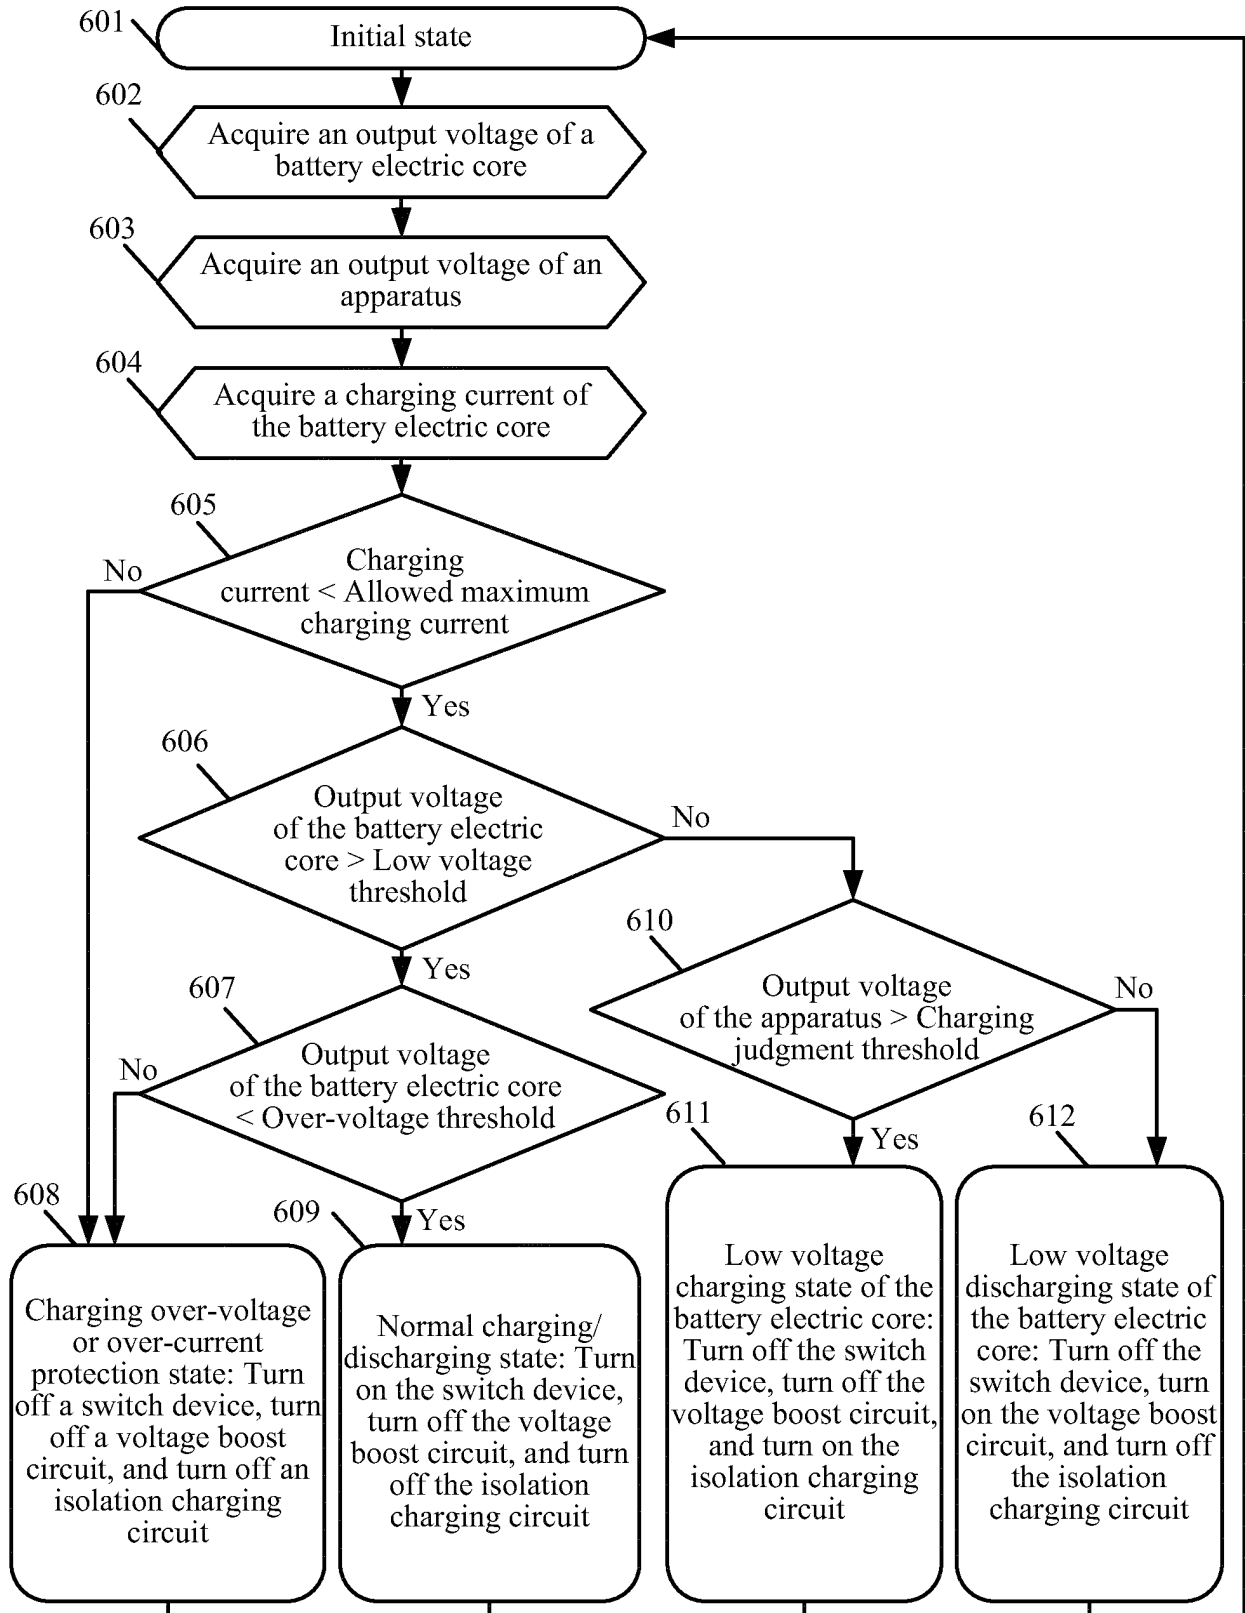 601
Initial state
602
Acquire an output voltage of a
battery electric core
603
Acquire an output voltage of an
apparatus
604
Acquire a charging current of
the battery electric core
605
Charging
current < Allowed maximum
charging current
No
Yes
606
Output voltage
of the battery electric
core > Low voltage
threshold
No
Yes
610
Output voltage
of the apparatus > Charging
judgment threshold
No
Yes
607
Output voltage
of the battery electric core
< Over-voltage threshold
No
Yes
608
Charging over-voltage
or over-current
protection state: Turn
off a switch device, turn
off a voltage boost
circuit, and turn off an
isolation charging
circuit
609
Normal charging/
discharging state: Turn
on the switch device,
turn off the voltage
boost circuit, and turn
off the isolation
charging circuit
611
Low voltage
charging state of the
battery electric core:
Turn off the switch
device, turn off the
voltage boost circuit,
and turn on the
isolation charging
circuit
612
Low voltage
discharging state of
the battery electric
core: Turn off the
switch device, turn
on the voltage boost
circuit, and turn off
the isolation
charging circuit